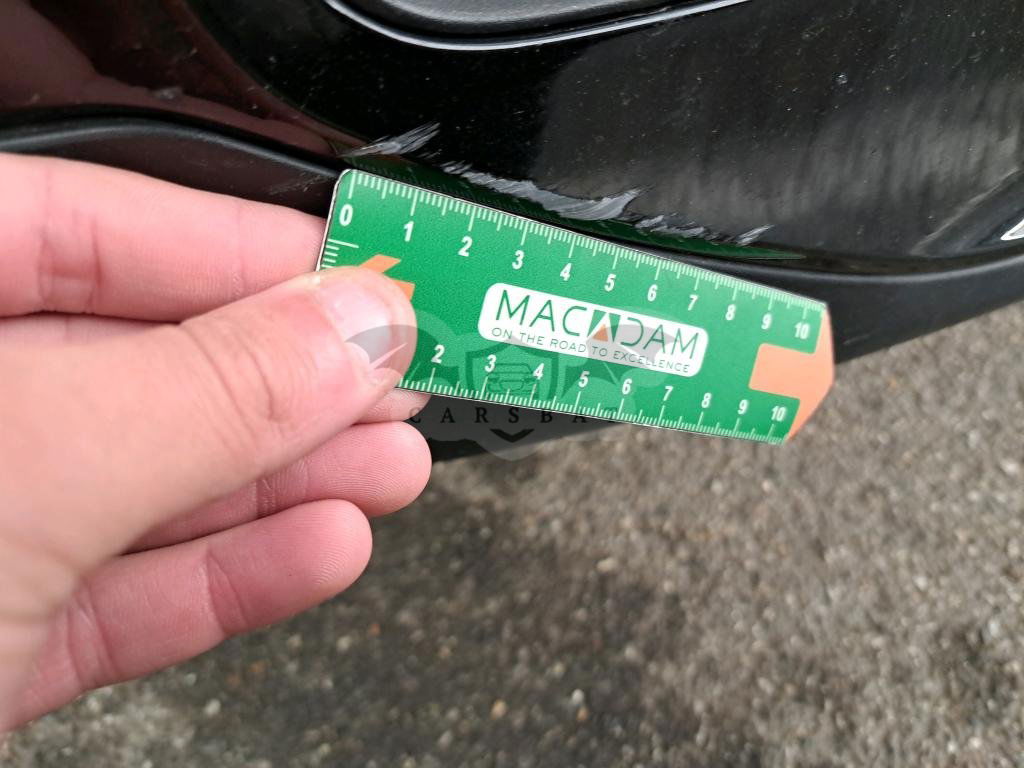 0 1 2 3 4 5 6 7 8 9 10
MACADAM
ON THE ROAD TO EXCELLENCE
2 3 4 5 6 7 8 9 10
CARSBA